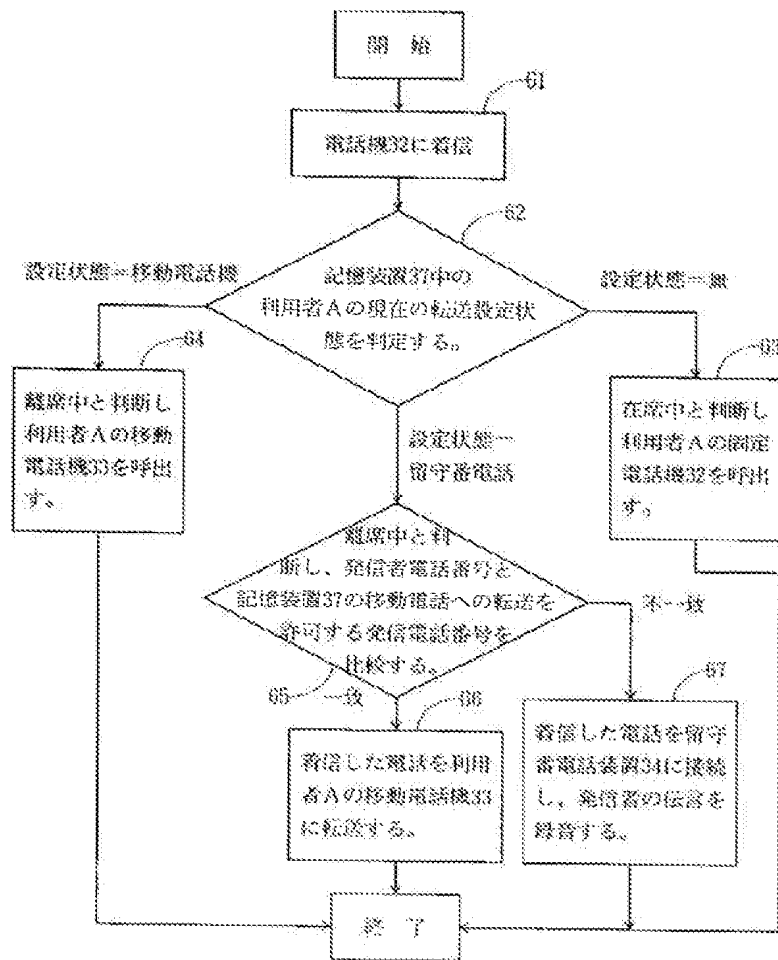 開 始
61
電話機32に着信
62
記憶装置37中の
利用者Aの現在の転送設定状
態を判定する。
設定状態=移動電話機
設定状態=無
64
離席中と判断し
利用者Aの移動
電話機33を呼出
す。
63
在席中と判断し
利用者Aの固定
電話機32を呼出
す。
設定状態=
留守番電話
離席中と判
断し、発信者電話番号と
記憶装置37の移動電話への転送を
許可する発信電話番号を
比較する。
不一致
65
一致
66
着信した電話を利用
者Aの移動電話機33
に転送する。
67
着信した電話を留守
番電話装置34に接続
し、発信者の伝言を
録音する。
終 了